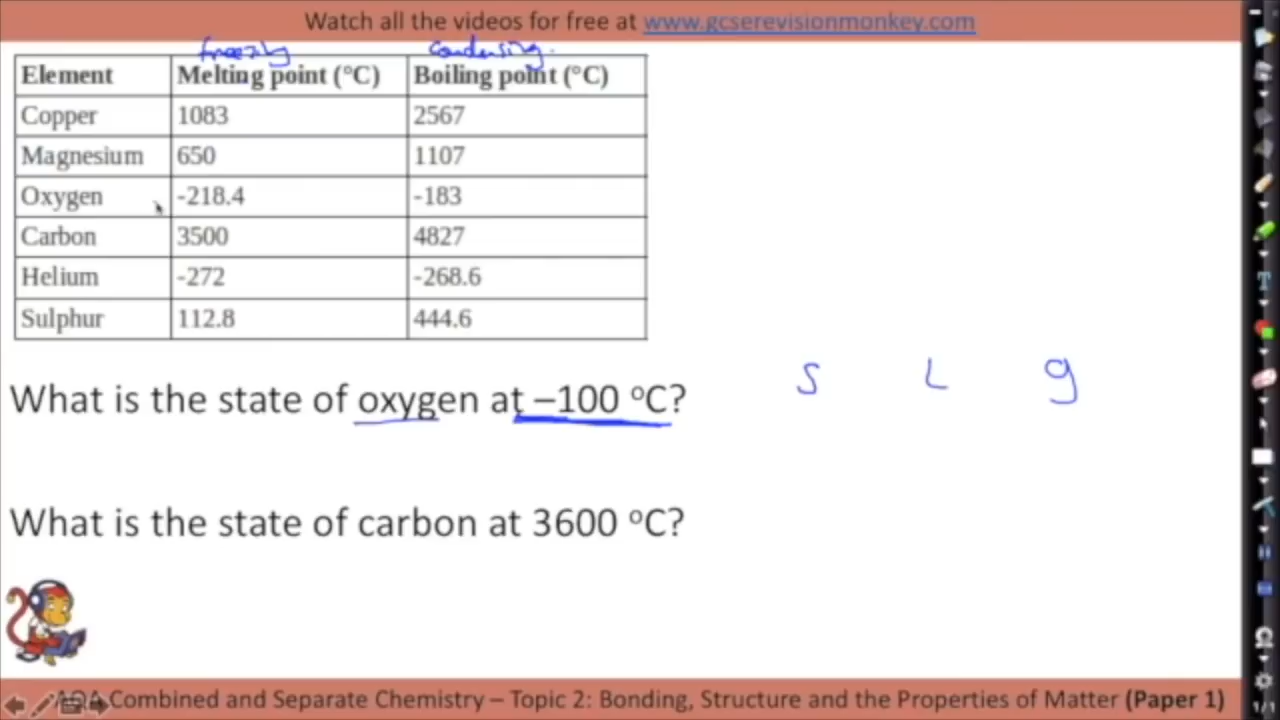 Watch all the videos for free at www.gcserevisionmonkey.com
freezing condensing.
Element Melting point (°C) Boiling point (°C)
Copper 1083 2567
Magnesium 650 1107
Oxygen -218.4 -183
Carbon 3500 4827
Helium -272 -268.6
Sulphur 112.8 444.6
S L g
What is the state of oxygen at –100 °C?
What is the state of carbon at 3600 °C?
AQA Combined and Separate Chemistry – Topic 2: Bonding, Structure and the Properties of Matter (Paper 1)
1/1